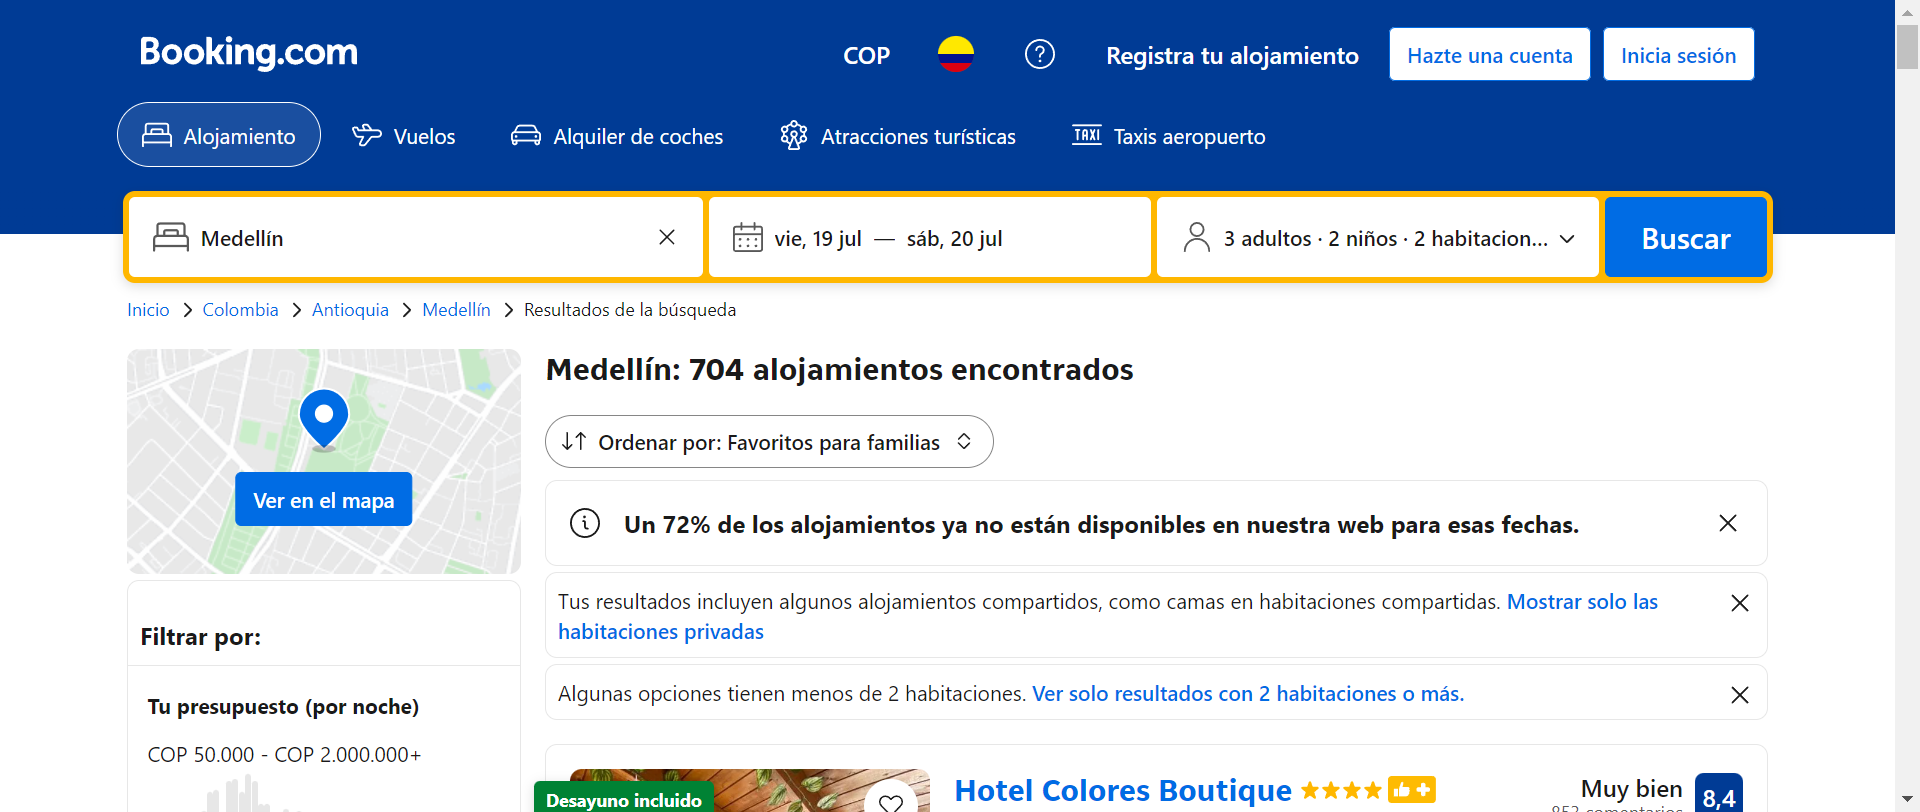 Booking.com
COP
Registra tu alojamiento
Hazte una cuenta
Inicia sesión
Alojamiento
Vuelos
Alquiler de coches
Atracciones turísticas
TAXI
Taxis aeropuerto
Medellín
vie, 19 jul — sáb, 20 jul
3 adultos · 2 niños · 2 habitacion...
Buscar
Inicio > Colombia > Antioquia > Medellín > Resultados de la búsqueda
Ver en el mapa
Filtrar por:
Tu presupuesto (por noche)
COP 50.000 - COP 2.000.000+
Medellín: 704 alojamientos encontrados
Ordenar por: Favoritos para familias
Un 72% de los alojamientos ya no están disponibles en nuestra web para esas fechas.
Tus resultados incluyen algunos alojamientos compartidos, como camas en habitaciones compartidas. Mostrar solo las
habitaciones privadas
Algunas opciones tienen menos de 2 habitaciones. Ver solo resultados con 2 habitaciones o más.
Desayuno incluido
Hotel Colores Boutique
Muy bien
8,4
853 comentarios